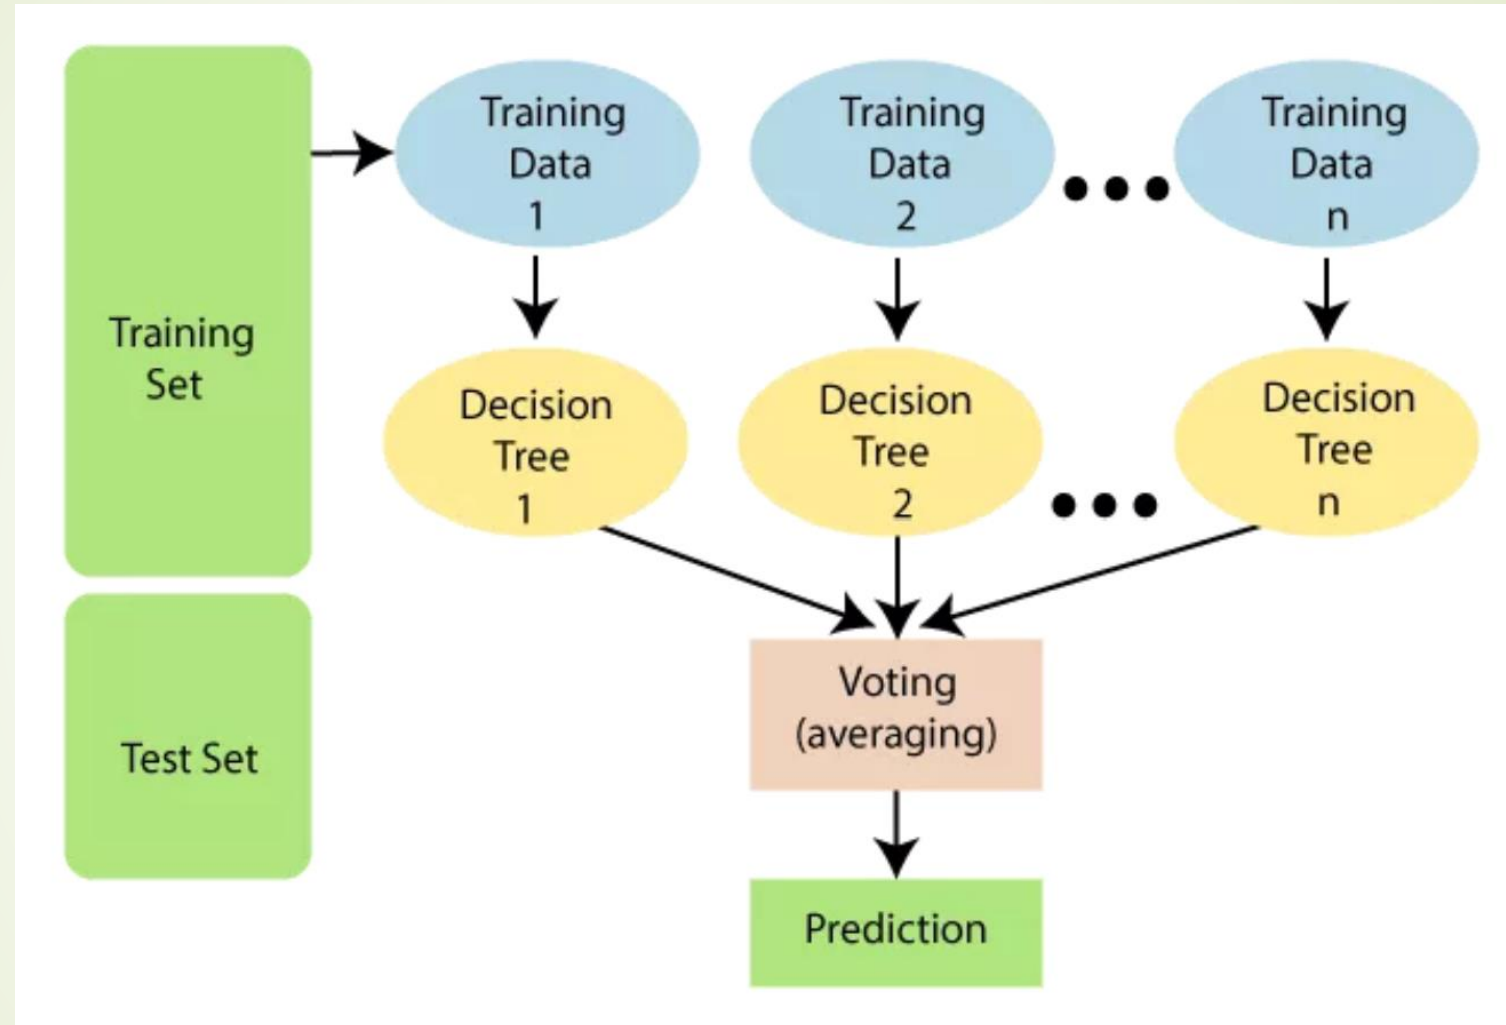 Training
Set
Training
Data
1
Training
Data
2
Training
Data
n
Decision
Tree
1
Decision
Tree
2
Decision
Tree
n
Test Set
Voting
(averaging)
Prediction